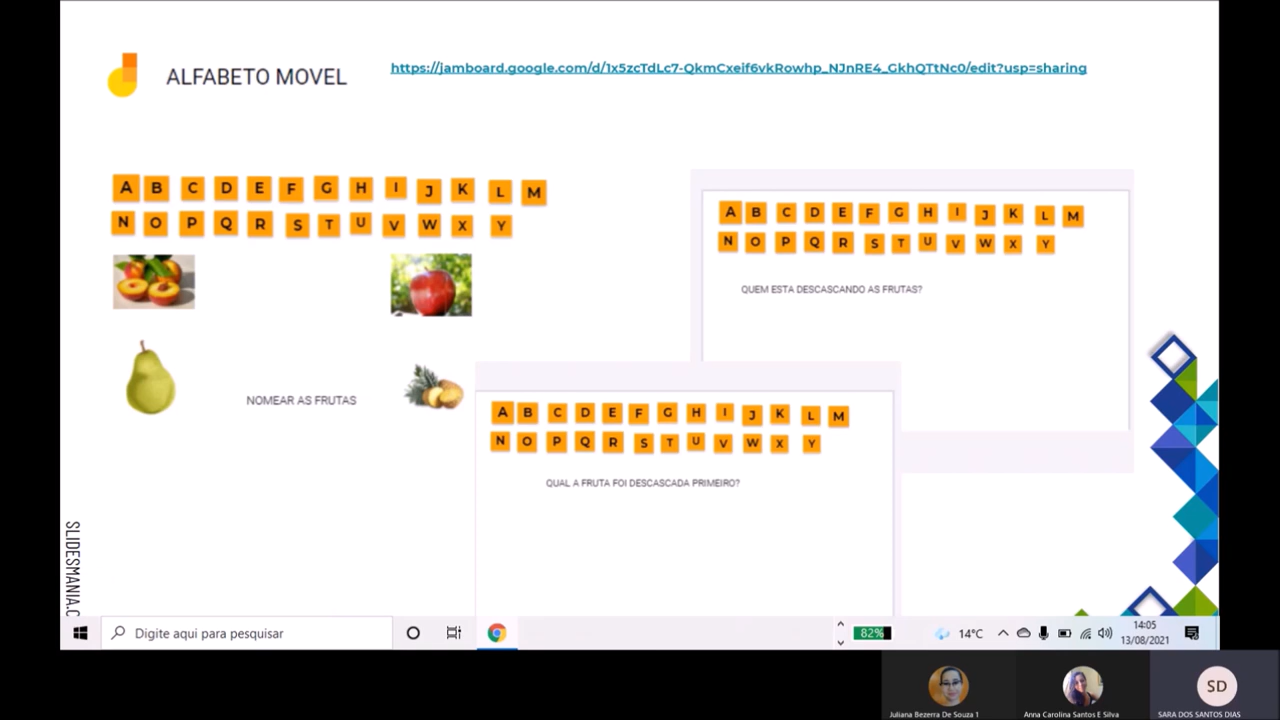 ALFABETO MOVEL
https://jamboard.google.com/d/1x5zcTdLc7-QkmCxeif6vkRowhp_NJnRE4_GkhQTtNc0/edit?usp=sharing
A B C D E F G H I J K L M
N O P Q R S T U V W X Y
NOMEAR AS FRUTAS
A B C D E F G H I J K L M
N O P Q R S T U V W X Y
QUEM ESTA DESCASCANDO AS FRUTAS?
A B C D E F G H I J K L M
N O P Q R S T U V W X Y
QUAL A FRUTA FOI DESCASCADA PRIMEIRO?
SLIDESMANIA.C
Digite aqui para pesquisar
82%
14°C
14:05
13/08/2021
SD
Juliana Bezerra De Souza 1
Anna Carolina Santos E Silva
SARA DOS SANTOS DIAS